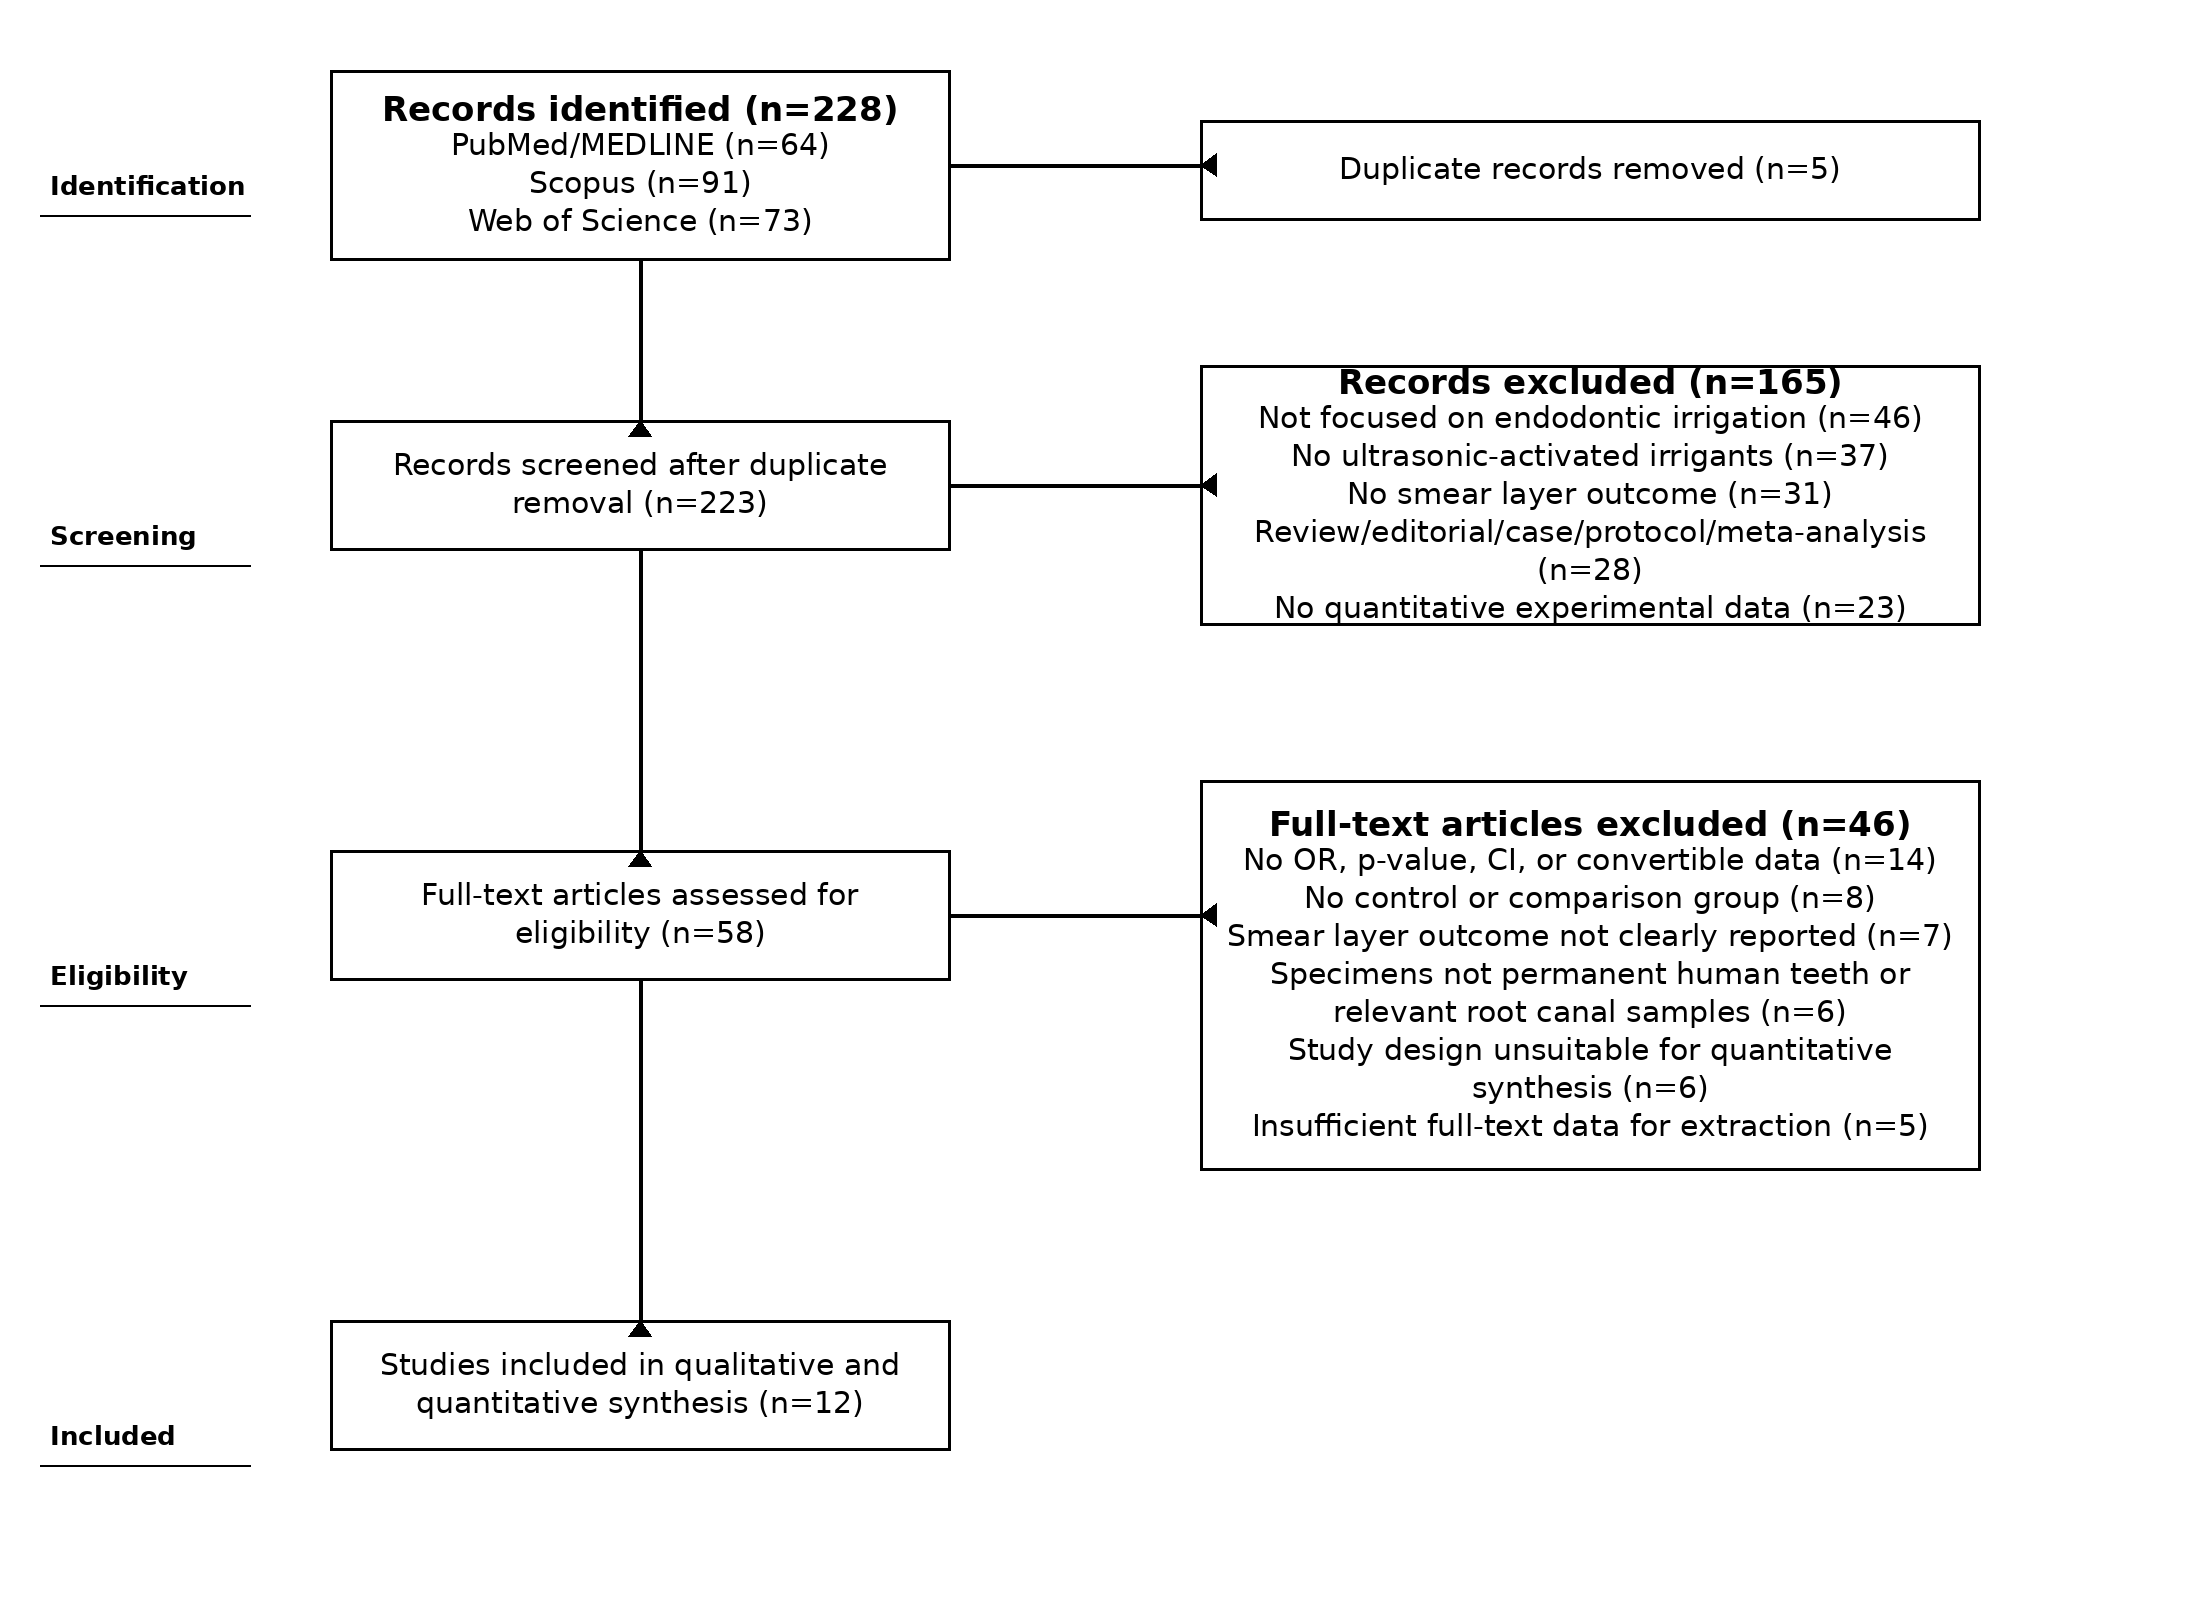 Records identified (n=228)
PubMed/MEDLINE (n=64)
Scopus (n=91)
Web of Science (n=73)
Duplicate records removed (n=5)
Identification
Records excluded (n=165)
Not focused on endodontic irrigation (n=46)
No ultrasonic-activated irrigants (n=37)
No smear layer outcome (n=31)
Review/editorial/case/protocol/meta-analysis
(n=28)
No quantitative experimental data (n=23)
Records screened after duplicate
removal (n=223)
Screening
Full-text articles excluded (n=46)
No OR, p-value, CI, or convertible data (n=14)
No control or comparison group (n=8)
Smear layer outcome not clearly reported (n=7)
Specimens not permanent human teeth or
relevant root canal samples (n=6)
Study design unsuitable for quantitative
synthesis (n=6)
Insufficient full-text data for extraction (n=5)
Full-text articles assessed for
eligibility (n=58)
Eligibility
Studies included in qualitative and
quantitative synthesis (n=12)
Included